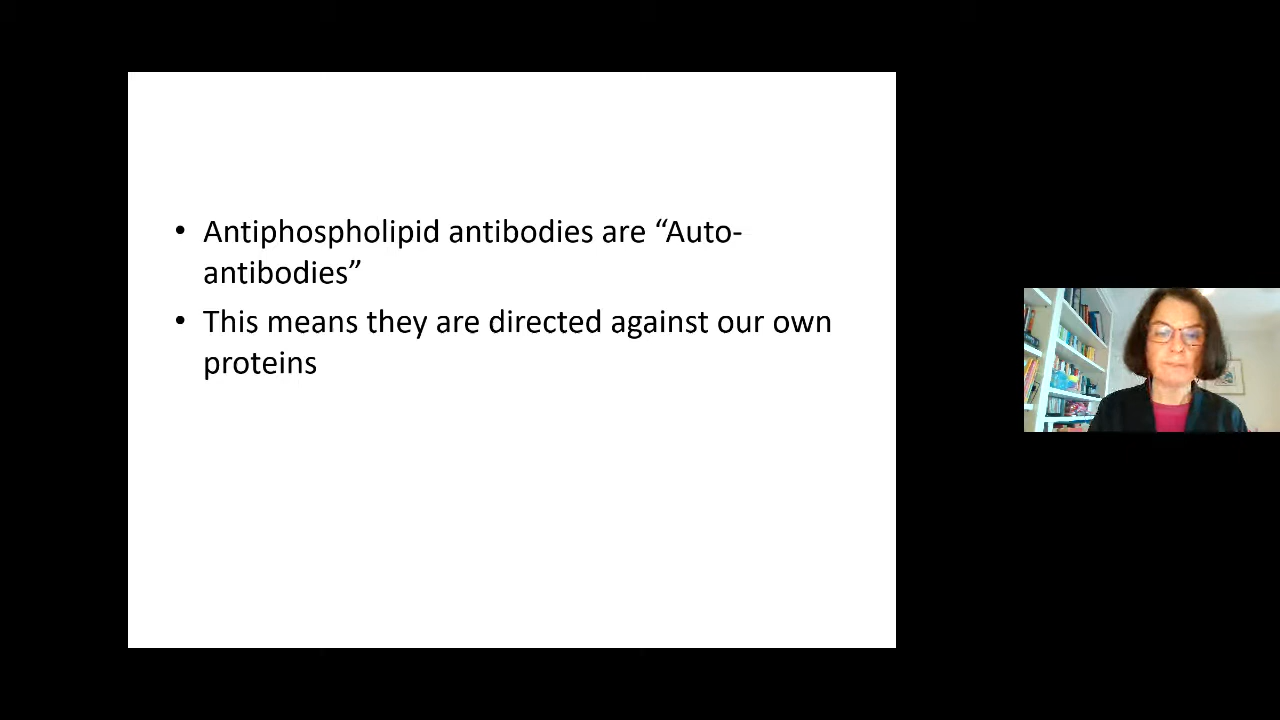 • Antiphospholipid antibodies are “Auto-
antibodies”
• This means they are directed against our own
proteins